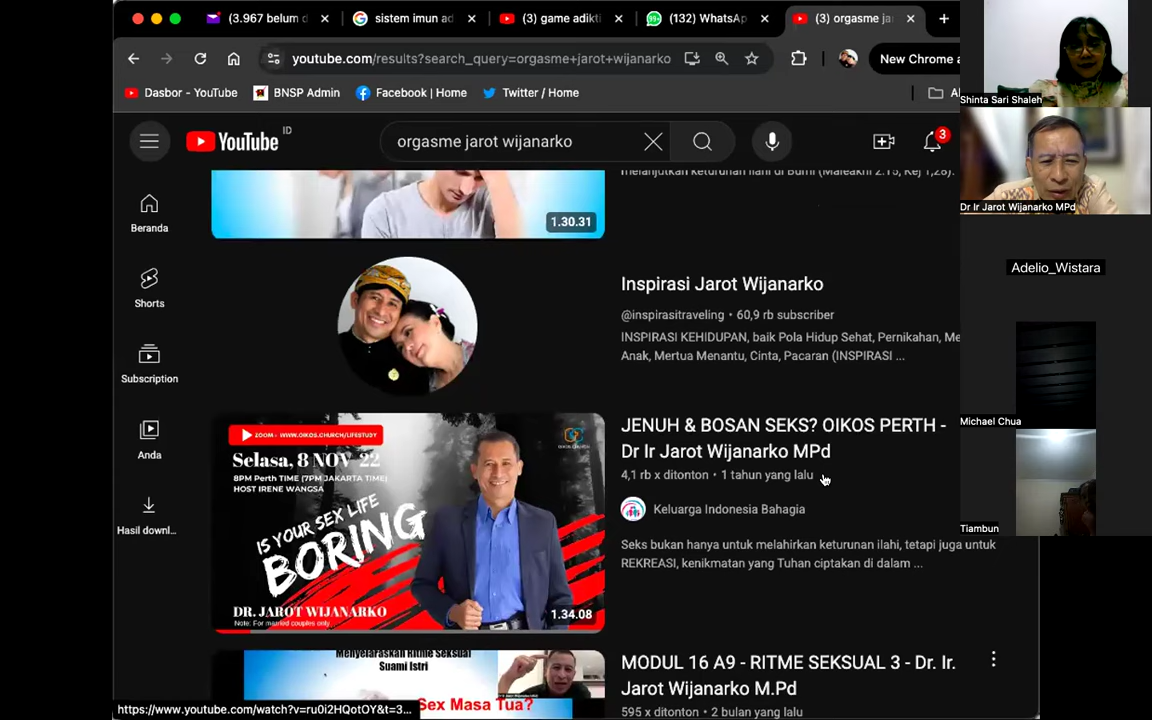 (3.967 belum d
sistem imun ad
(3) game adikti
(132) WhatsAp
(3) orgasme ja
youtube.com/results?search_query=orgasme+jarot+wijanarko
New Chrome a
Dasbor - YouTube
BNSP Admin
Facebook | Home
Twitter / Home
Al
YouTube ID
orgasme jarot wijanarko
3
Beranda
Shorts
Subscription
Anda
Hasil downl...
melanjutkan keturunan ilahi di Bumi (Maleakhi 2:15, Kej 1,28).
1.30.31
Inspirasi Jarot Wijanarko
@inspirasitraveling • 60,9 rb subscriber
INSPIRASI KEHIDUPAN, baik Pola Hidup Sehat, Pernikahan, Me
Anak, Mertua Menantu, Cinta, Pacaran (INSPIRASI ...
ZOOM - WWW.OIKOS.CHURCH/LIFESTUDY
Selasa, 8 NOV 22
8PM Perth TIME (7PM JAKARTA TIME)
HOST IRENE WANGSA
IS YOUR SEX LIFE
BORING
DR. JAROT WIJANARKO
Note: For married couples only
1.34.08
JENUH & BOSAN SEKS? OIKOS PERTH -
Dr Ir Jarot Wijanarko MPd
4,1 rb x ditonton • 1 tahun yang lalu
Keluarga Indonesia Bahagia
Seks bukan hanya untuk melahirkan keturunan ilahi, tetapi juga untuk
REKREASI, kenikmatan yang Tuhan ciptakan di dalam ...
Menyelaraskan Ritme Seksual
Suami Istri
Sex Masa Tua?
MODUL 16 A9 - RITME SEKSUAL 3 - Dr. Ir.
Jarot Wijanarko M.Pd
595 x ditonton • 2 bulan yang lalu
https://www.youtube.com/watch?v=ru0i2HQotOY&t=3...
Shinta Sari Shaleh
Dr Ir Jarot Wijanarko MPd
Adelio_Wistara
Michael Chua
Tiambun